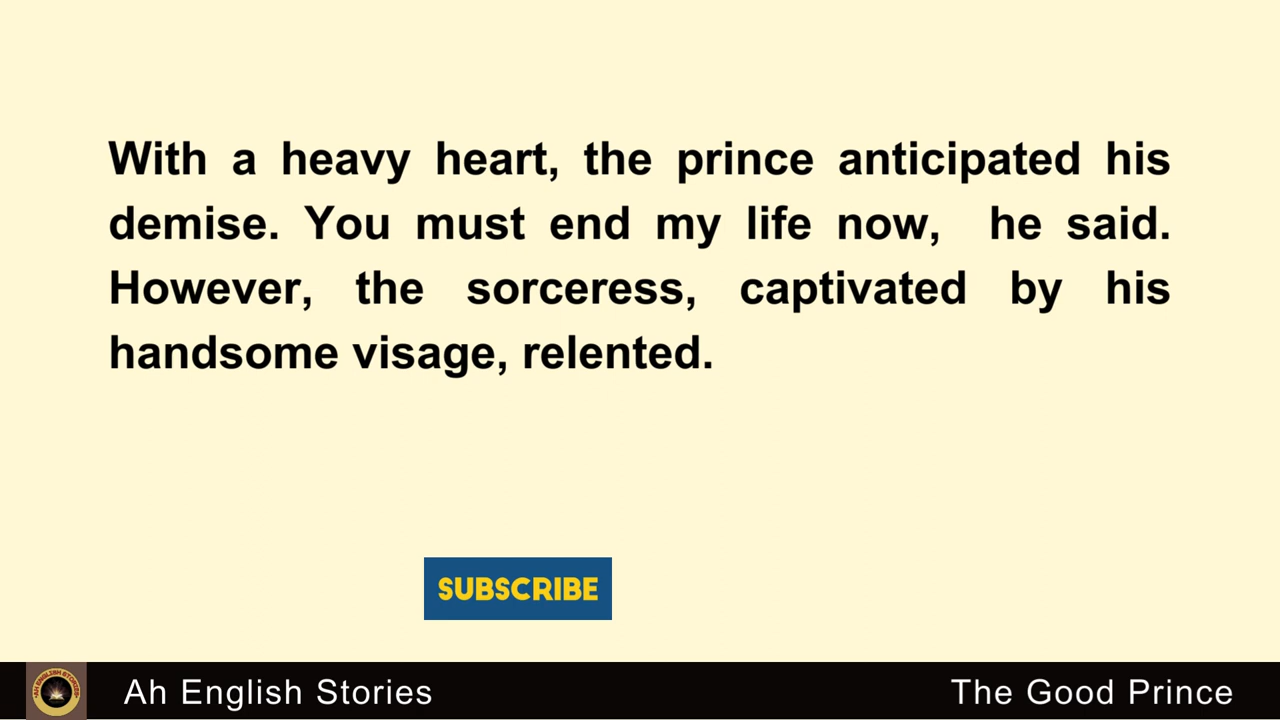 With a heavy heart, the prince anticipated his
demise. You must end my life now,  he said.
However, the sorceress, captivated by his
handsome visage, relented.
SUBSCRIBE
Ah English Stories
The Good Prince